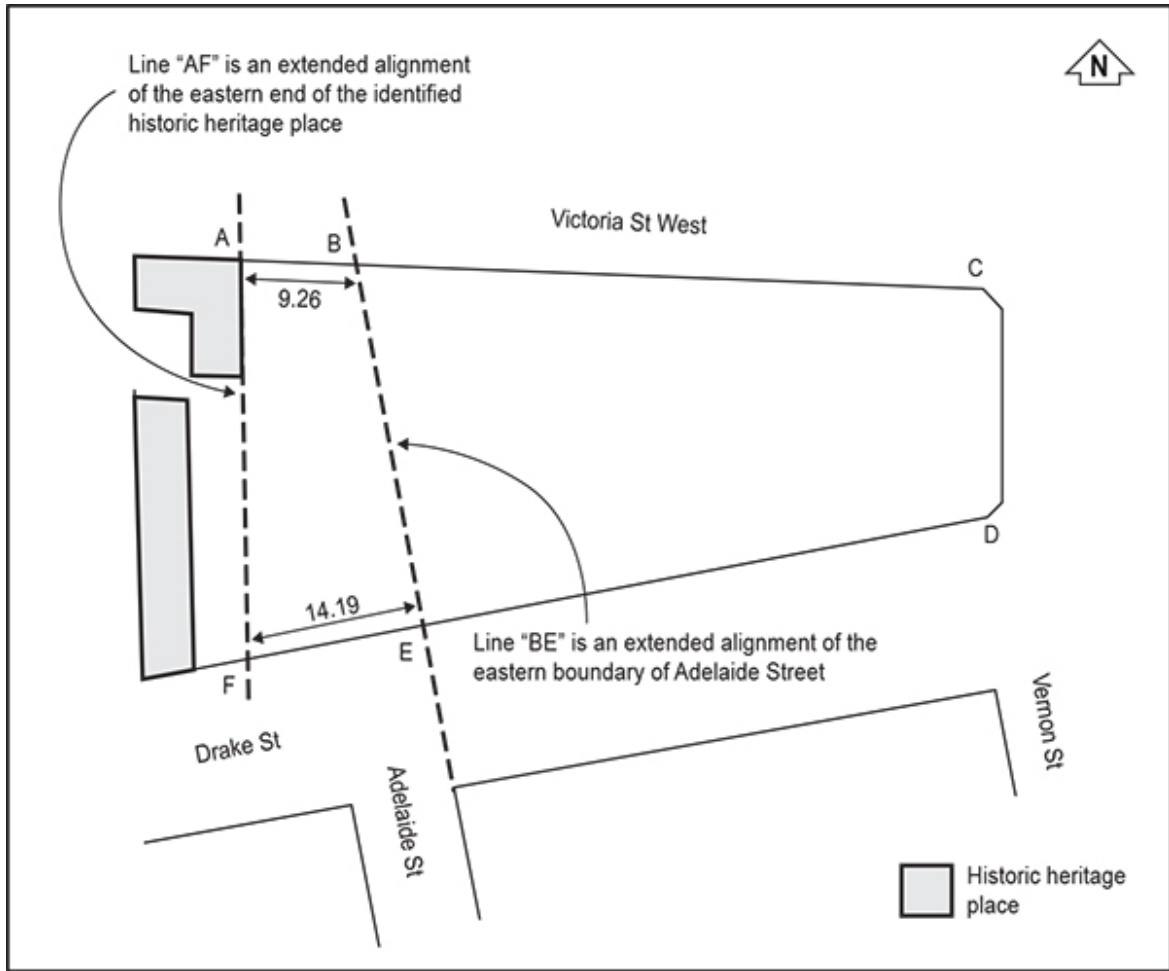 Line “AF” is an extended alignment
of the eastern end of the identified
historic heritage place
N
Victoria St West
A
B
C
9.26
14.19
D
E
F
Line “BE” is an extended alignment of the
eastern boundary of Adelaide Street
Drake St
Adelaide St
Vernon St
Historic heritage
place